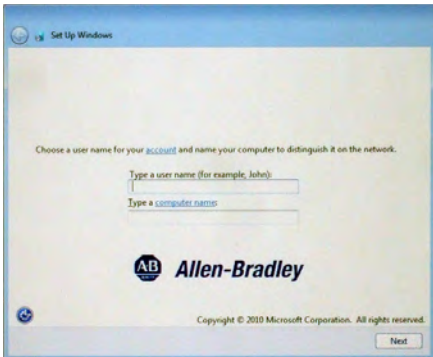 Set Up Windows
Choose a user name for your account and name your computer to distinguish it on the network.
Type a user name (for example, John):
Type a computer name:
AB Allen-Bradley
Copyright © 2010 Microsoft Corporation. All rights reserved.
Next